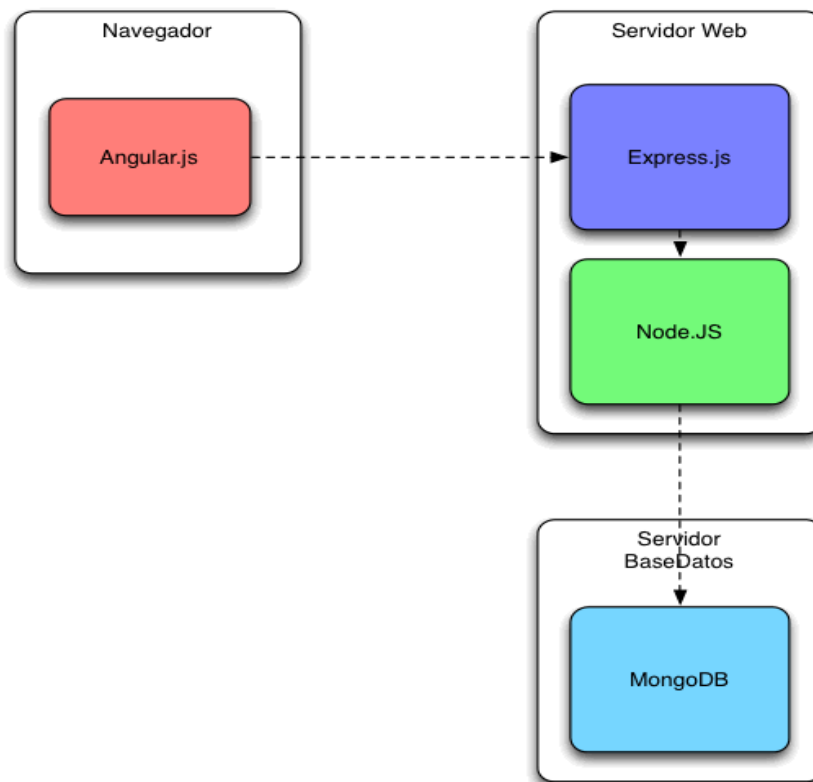 Navegador
Angular.js
Servidor Web
Express.js
Node.JS
Servidor
BaseDatos
MongoDB